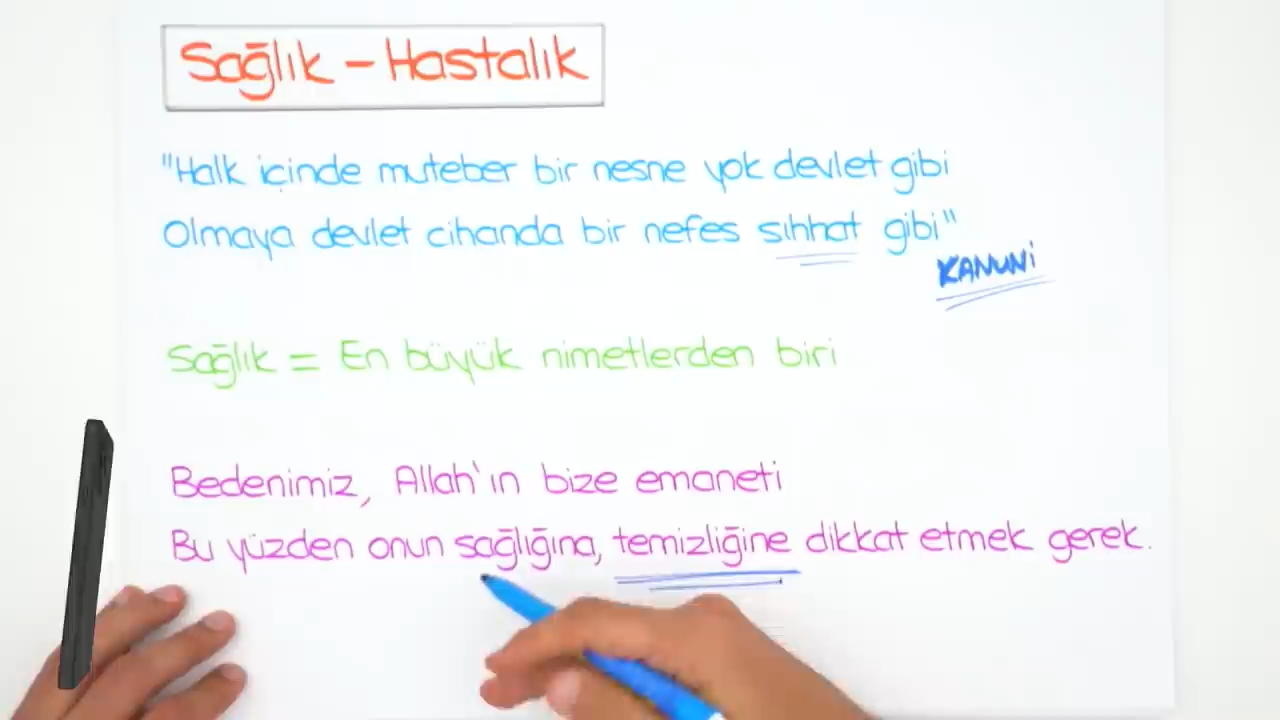 Sağlık - Hastalık
"Halk içinde muteber bir nesne yok devlet gibi
Olmaya devlet cihanda bir nefes sıhhat gibi"
KANUNi
Sağlık = En büyük nimetlerden biri
Bedenimiz, Allah'ın bize emaneti
Bu yüzden onun sağlığına, temizliğine dikkat etmek gerek.